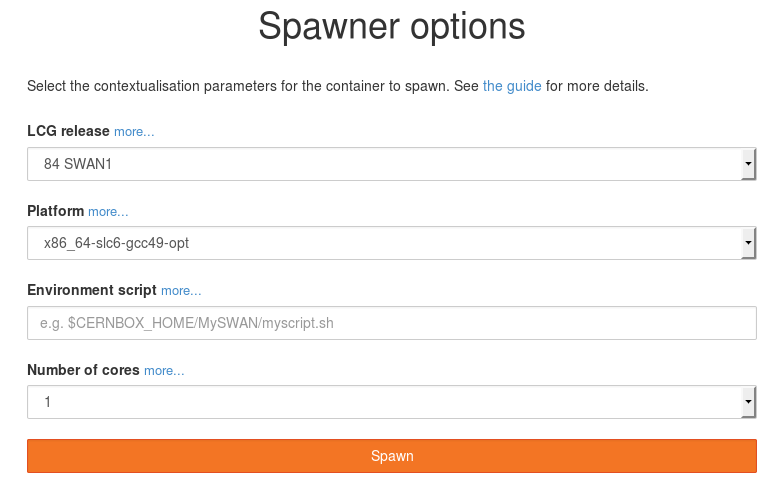 Spawner options
Select the contextualisation parameters for the container to spawn. See the guide for more details.
LCG release more...
84 SWAN1
Platform more...
x86_64-slc6-gcc49-opt
Environment script more...
e.g. $CERNBOX_HOME/MySWAN/myscript.sh
Number of cores more...
1
Spawn